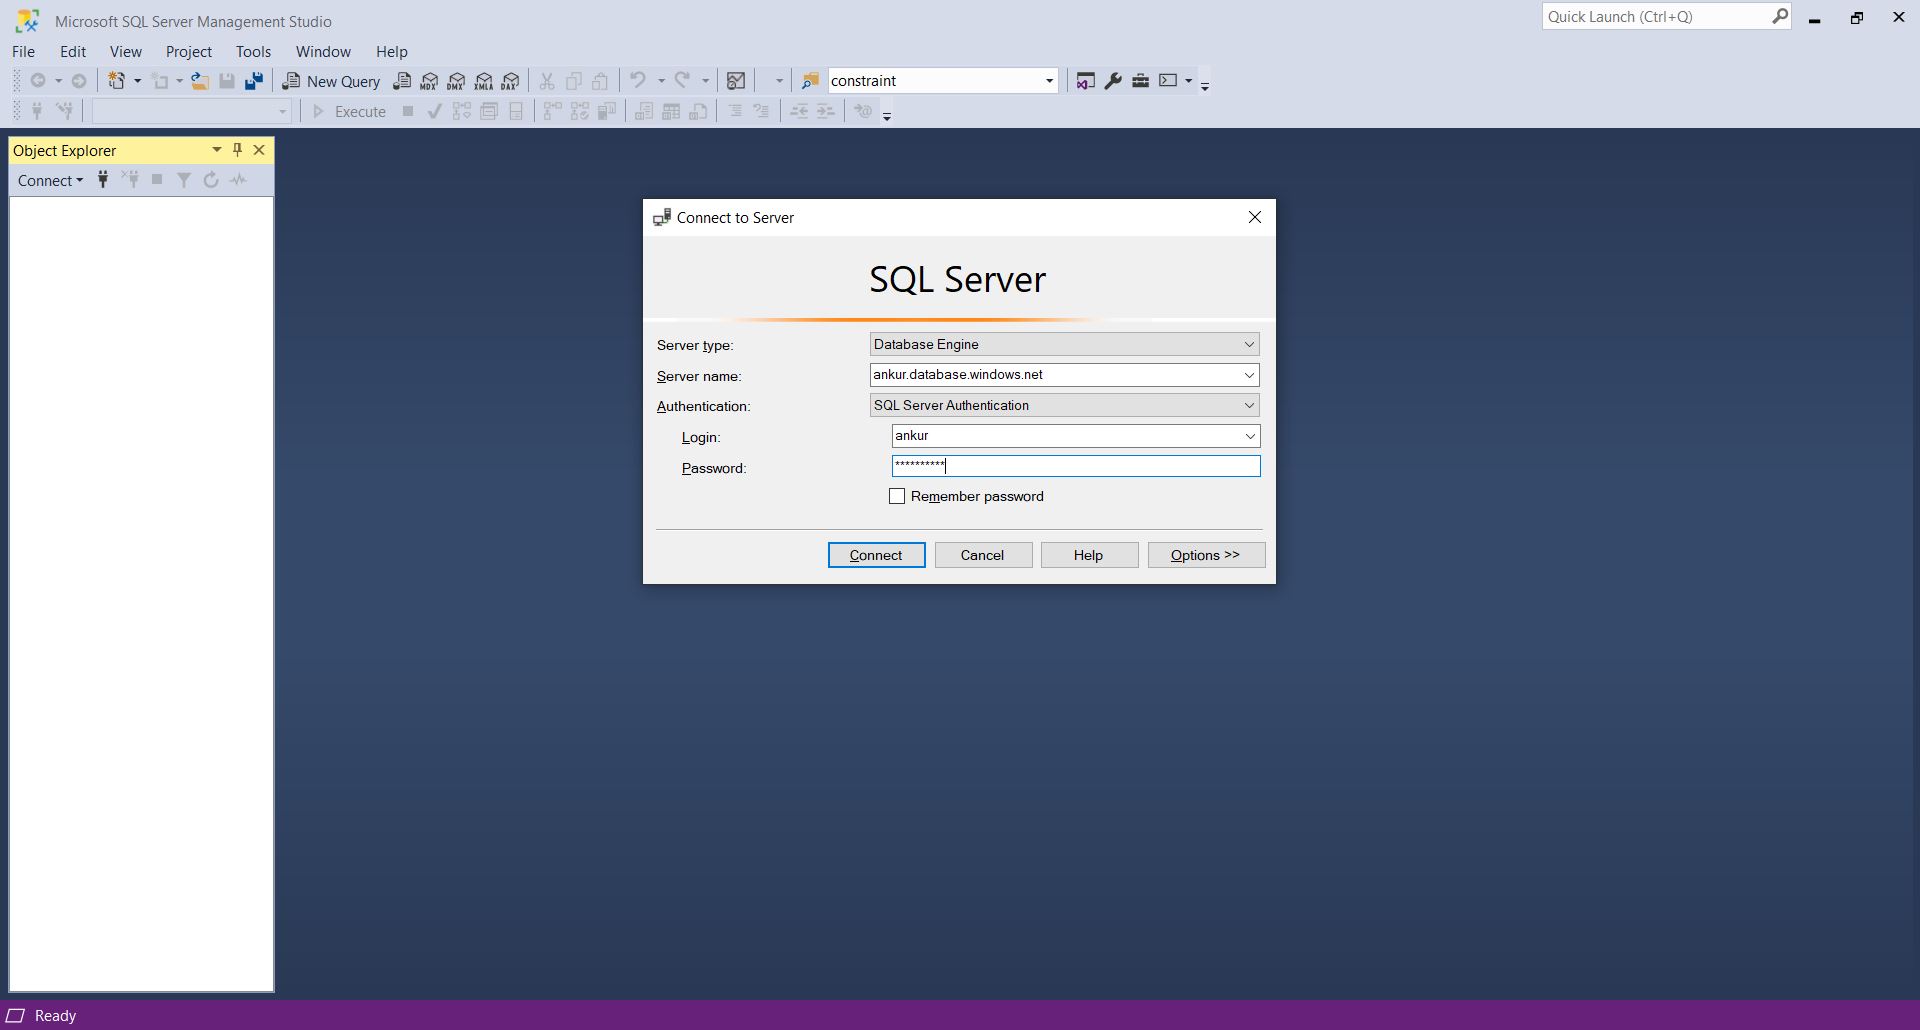 Microsoft SQL Server Management Studio
Quick Launch (Ctrl+Q)
File Edit View Project Tools Window Help
New Query MDX DMX XMLA DAX constraint
Execute
Object Explorer
Connect
Connect to Server
SQL Server
Server type: Database Engine
Server name: ankur.database.windows.net
Authentication: SQL Server Authentication
Login: ankur
Password: **********
Remember password
Connect Cancel Help Options >>
Ready